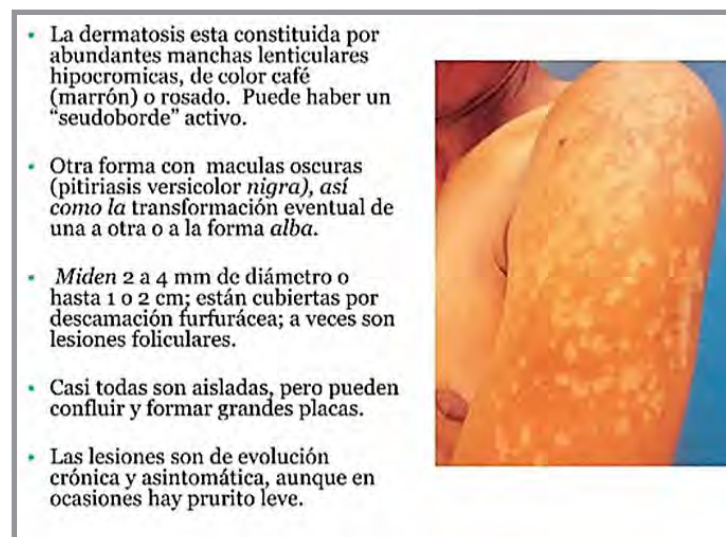 La dermatosis esta constituida por
abundantes manchas lenticulares
hipocromicas, de color café
(marrón) o rosado. Puede haber un
“seudoborde” activo.
Otra forma con maculas oscuras
(pitiriasis versicolor nigra), así
como la transformación eventual de
una a otra o a la forma alba.
Miden 2 a 4 mm de diámetro o
hasta 1 o 2 cm; están cubiertas por
descamación furfurácea; a veces son
lesiones foliculares.
Casi todas son aisladas, pero pueden
confluir y formar grandes placas.
Las lesiones son de evolución
crónica y asintomática, aunque en
ocasiones hay prurito leve.